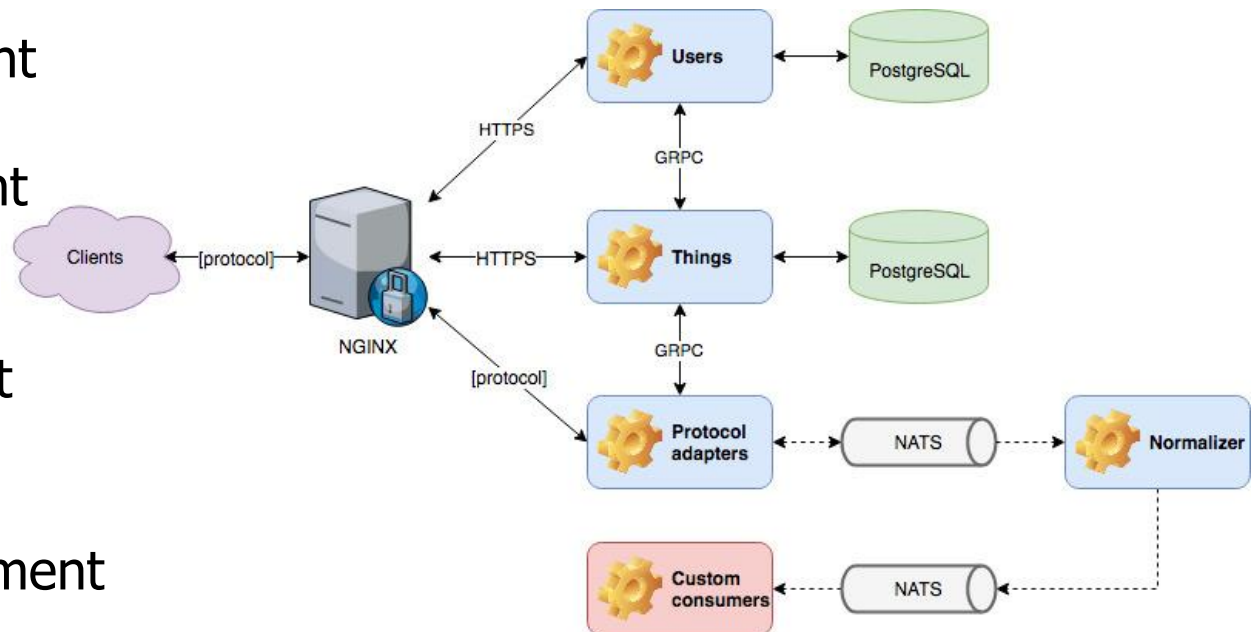 nt
nt
t
ment
Users
PostgreSQL
HTTPS
GRPC
Clients
[protocol]
HTTPS
Things
PostgreSQL
NGINX
GRPC
[protocol]
Protocol
adapters
NATS
Normalizer
Custom
consumers
NATS